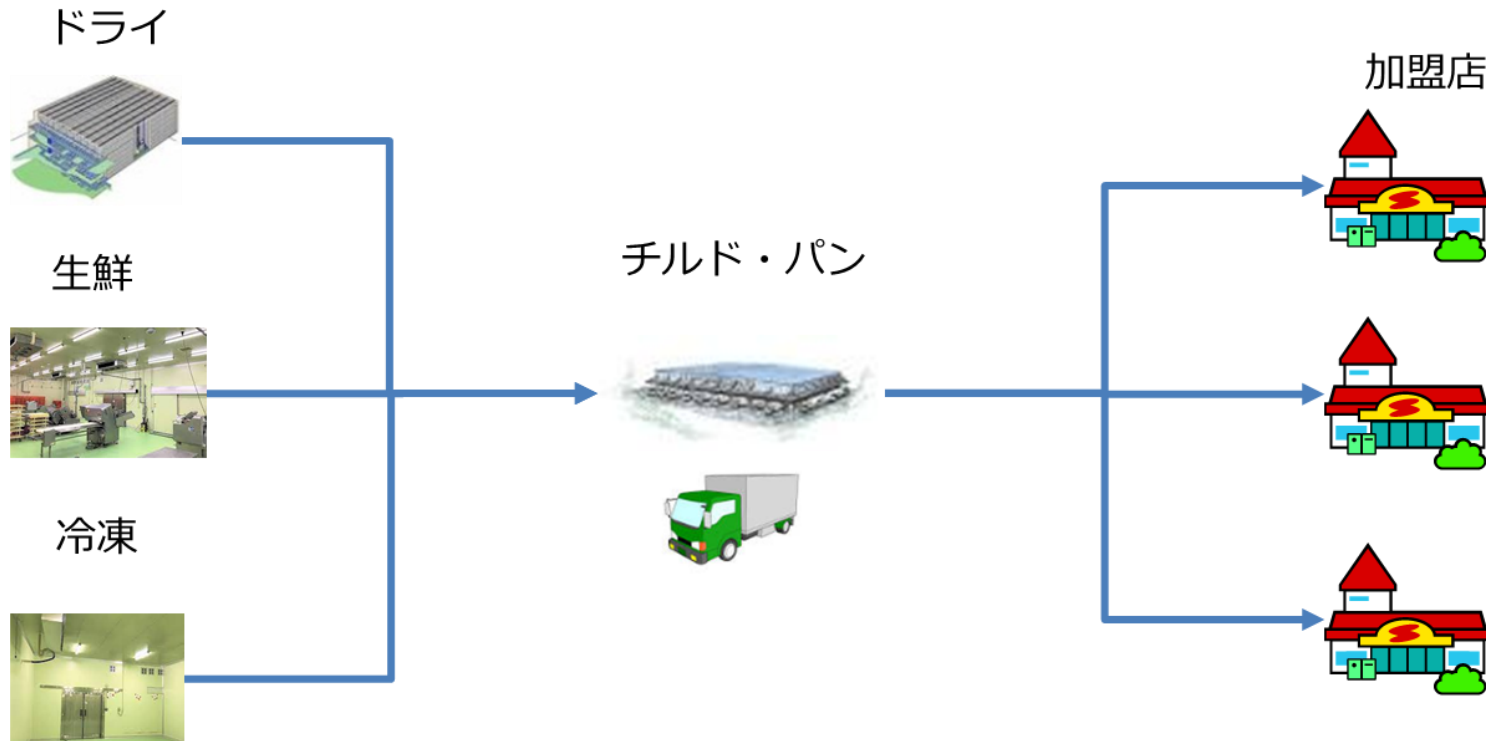 ドライ
加盟店
チルド・パン
生鮮
冷凍